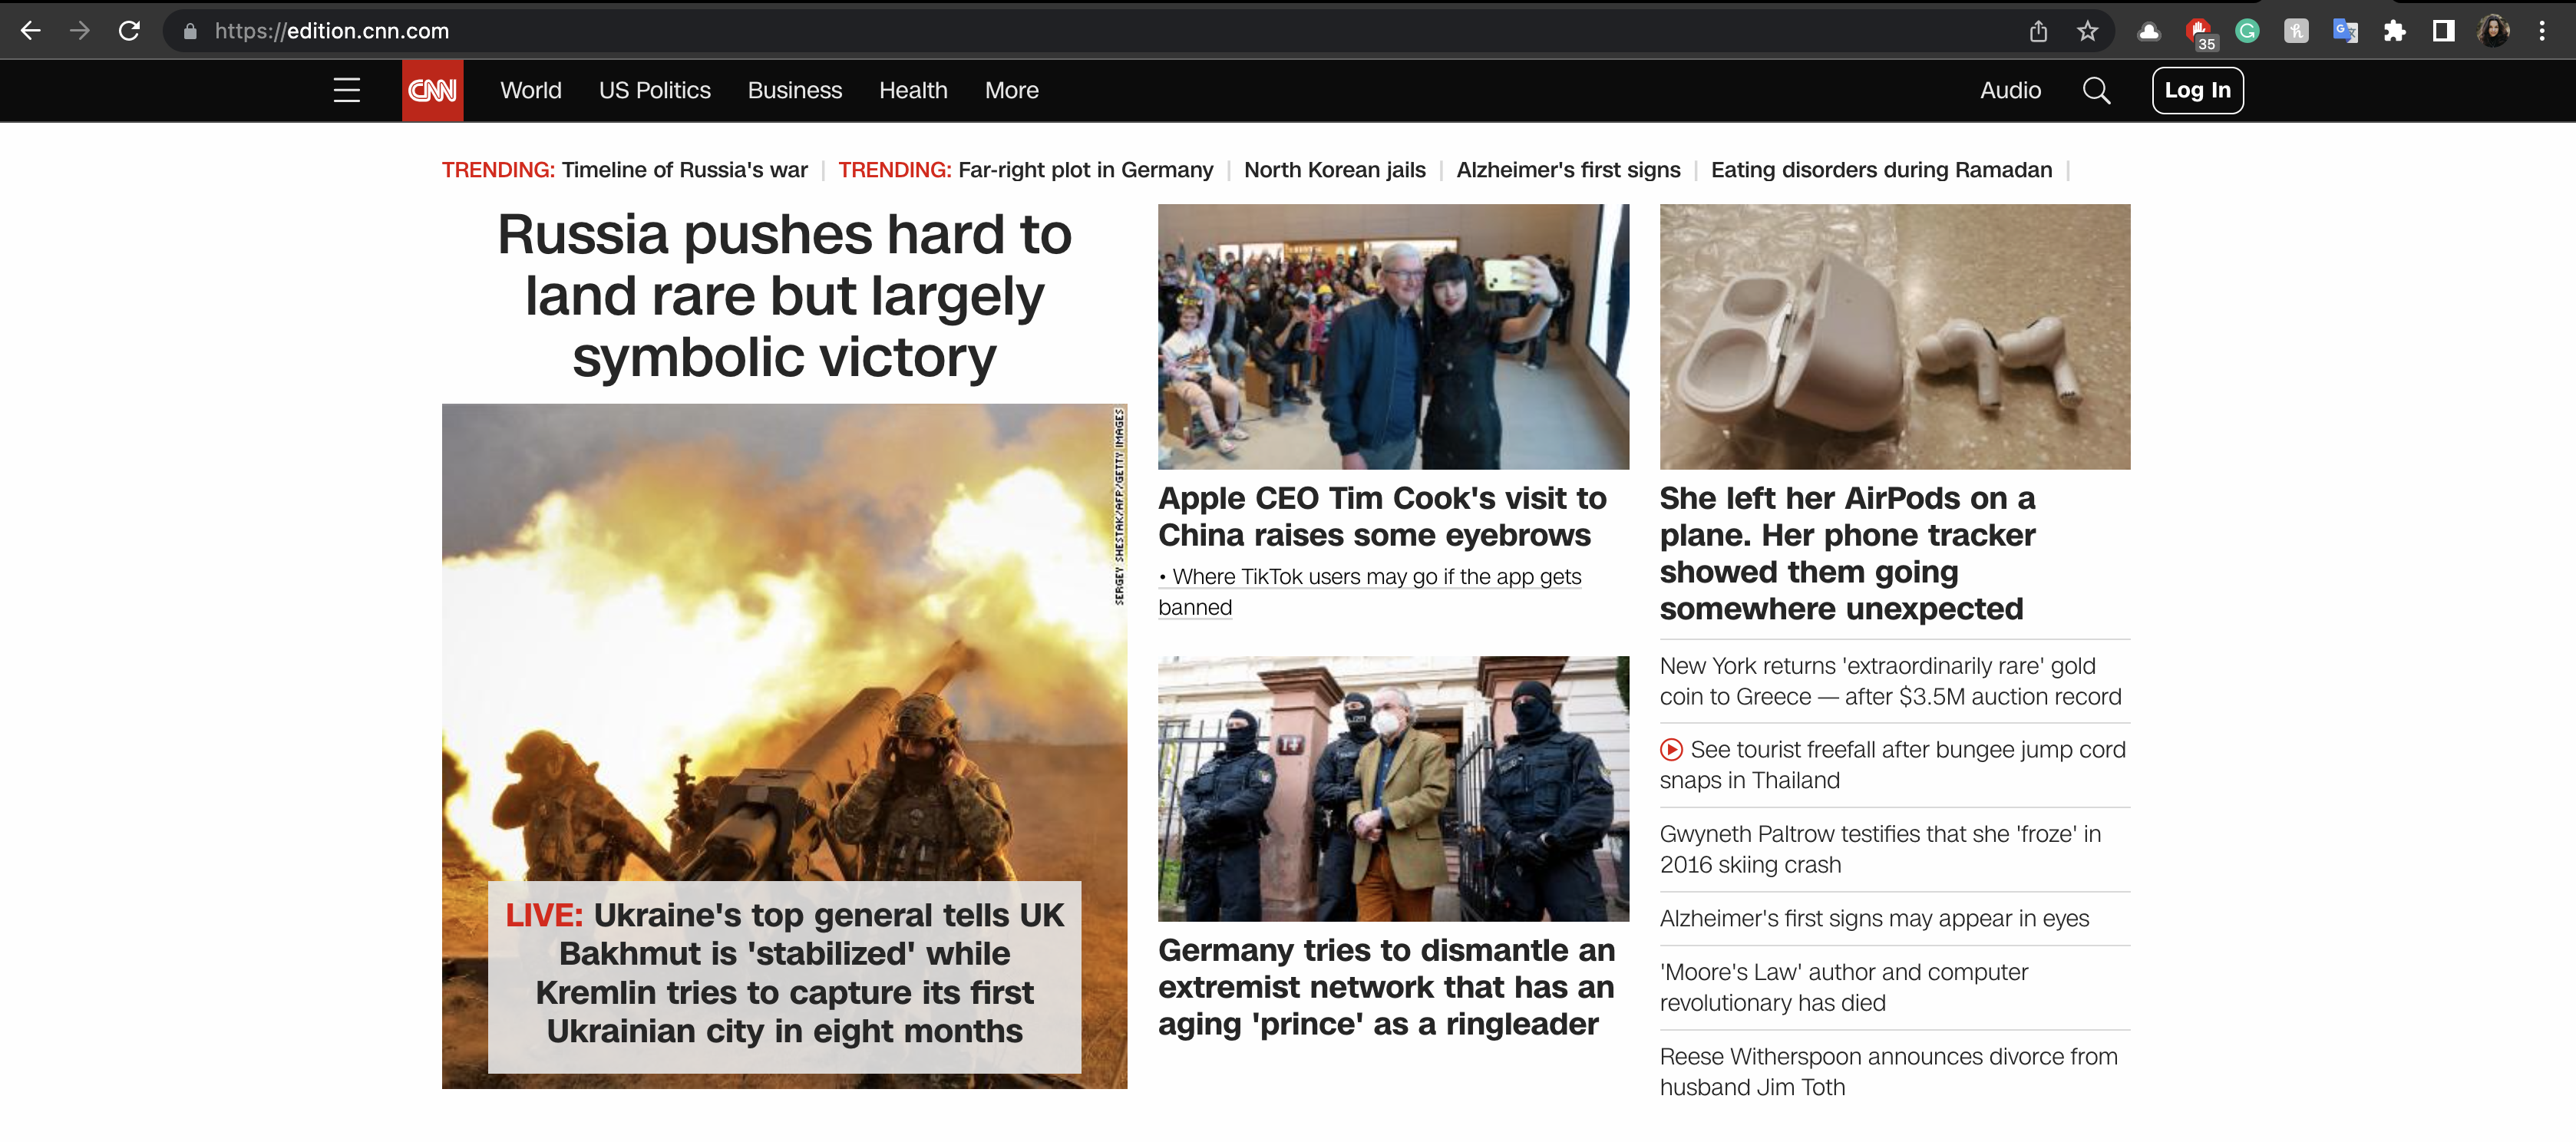 https://edition.cnn.com
35
CNN
World
US Politics
Business
Health
More
Audio
Log In
TRENDING: Timeline of Russia's war | TRENDING: Far-right plot in Germany | North Korean jails | Alzheimer's first signs | Eating disorders during Ramadan |
Russia pushes hard to
land rare but largely
symbolic victory
SERGEY SHESTAK/AFP/GETTY IMAGES
LIVE: Ukraine's top general tells UK
Bakhmut is 'stabilized' while
Kremlin tries to capture its first
Ukrainian city in eight months
Apple CEO Tim Cook's visit to
China raises some eyebrows
• Where TikTok users may go if the app gets
banned
Germany tries to dismantle an
extremist network that has an
aging 'prince' as a ringleader
She left her AirPods on a
plane. Her phone tracker
showed them going
somewhere unexpected
New York returns 'extraordinarily rare' gold
coin to Greece — after $3.5M auction record
See tourist freefall after bungee jump cord
snaps in Thailand
Gwyneth Paltrow testifies that she 'froze' in
2016 skiing crash
Alzheimer's first signs may appear in eyes
'Moore's Law' author and computer
revolutionary has died
Reese Witherspoon announces divorce from
husband Jim Toth